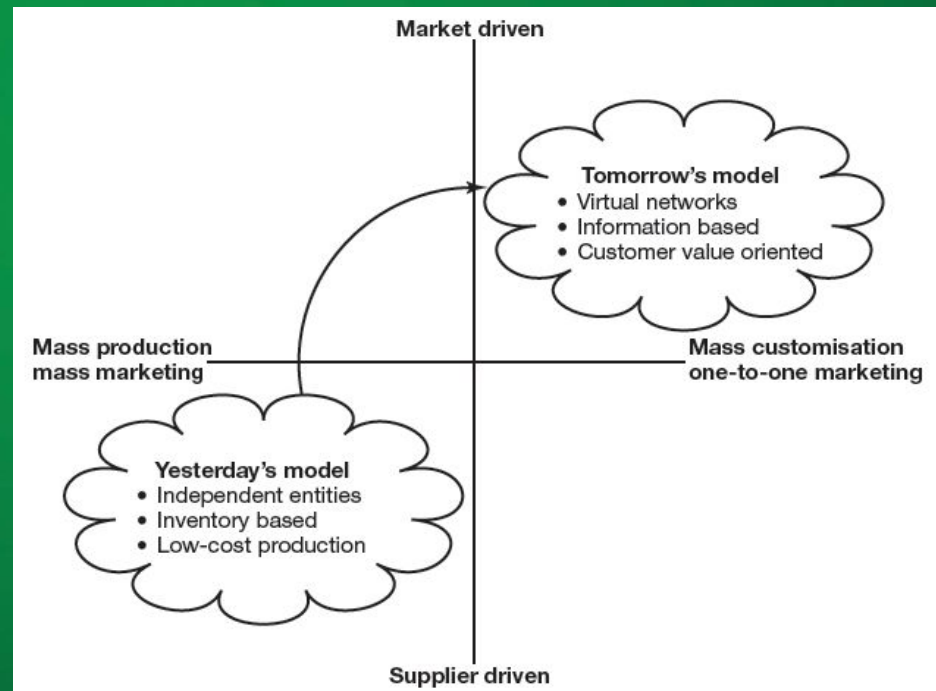 Market driven
Tomorrow's model
• Virtual networks
• Information based
• Customer value oriented
Mass production
mass marketing
Mass customisation
one-to-one marketing
Yesterday's model
• Independent entities
• Inventory based
• Low-cost production
Supplier driven